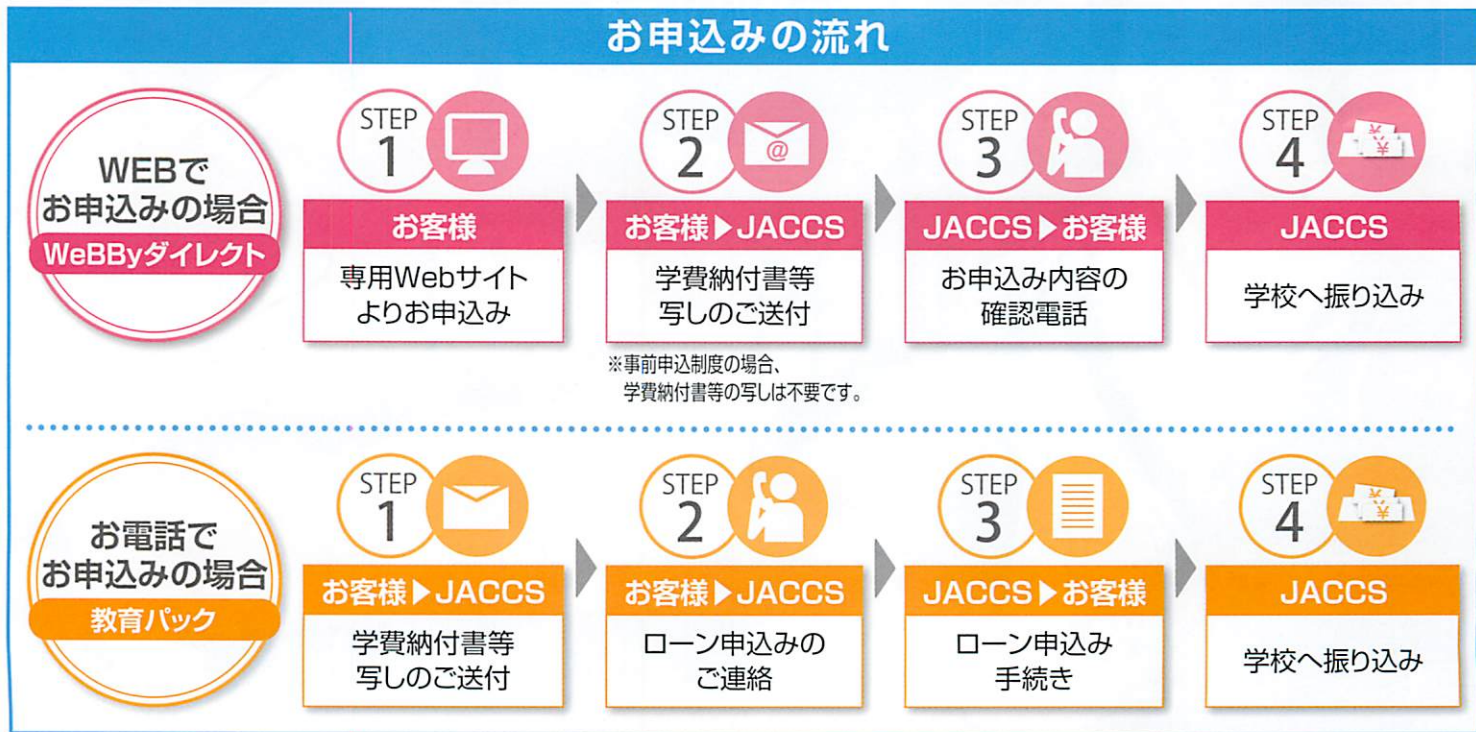 お申込みの流れ
WEBで
お申込みの場合
WeBByダイレクト
STEP
1
お客様
専用Webサイト
よりお申込み
STEP
2
@
お客様▶JACCS
学費納付書等
写しのご送付
※事前申込制度の場合、
学費納付書等の写しは不要です。
STEP
3
JACCS▶お客様
お申込み内容の
確認電話
STEP
4
JACCS
学校へ振り込み
お電話で
お申込みの場合
教育パック
STEP
1
お客様▶JACCS
学費納付書等
写しのご送付
STEP
2
お客様▶JACCS
ローン申込みの
ご連絡
STEP
3
JACCS▶お客様
ローン申込み
手続き
STEP
4
JACCS
学校へ振り込み